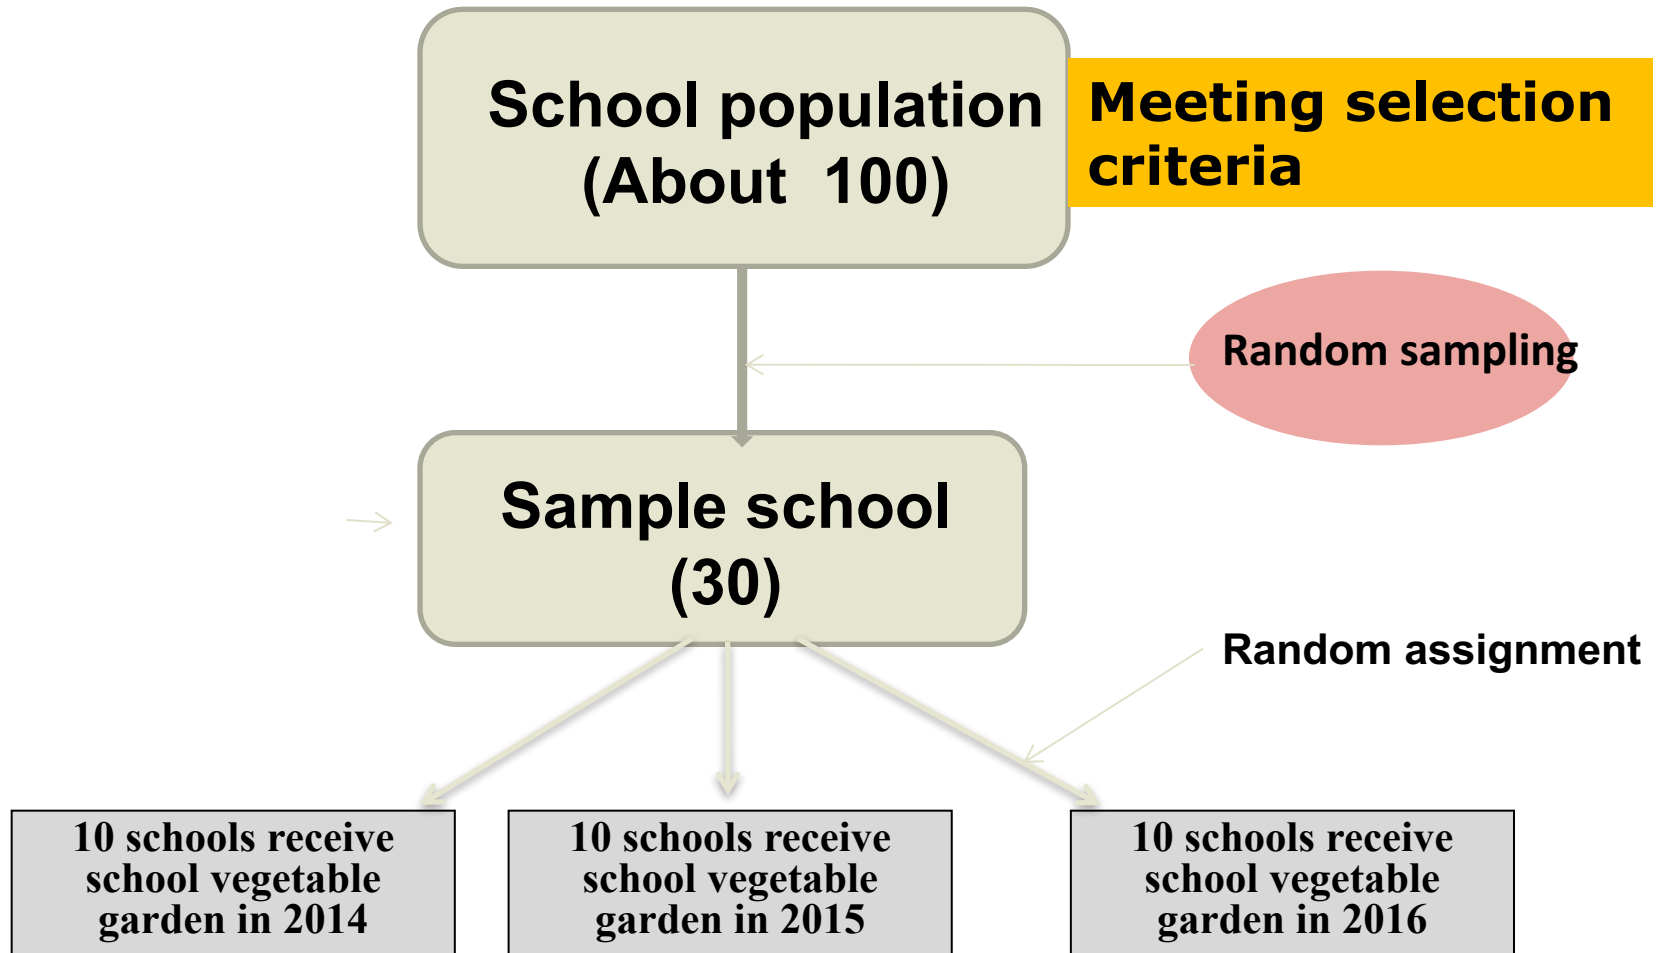 School population
(About  100)
Meeting selection
criteria
Random sampling
Sample school
(30)
Random assignment
10 schools receive
school vegetable
garden in 2014
10 schools receive
school vegetable
garden in 2015
10 schools receive
school vegetable
garden in 2016